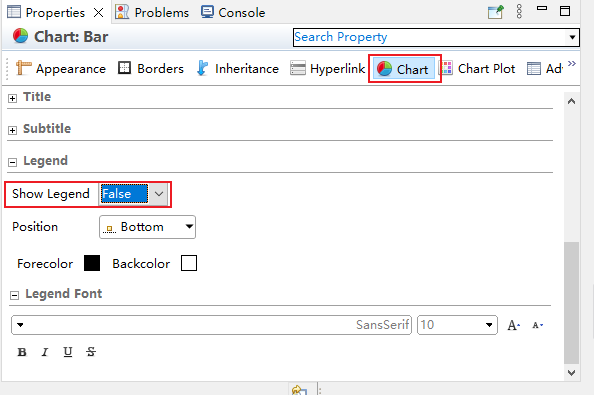 Properties Problems Console
Chart: Bar Search Property
Appearance Borders Inheritance Hyperlink Chart Chart Plot Ad
Title
Subtitle
Legend
Show Legend False
Position Bottom
Forecolor Backcolor
Legend Font
SansSerif 10 A A
B I U S